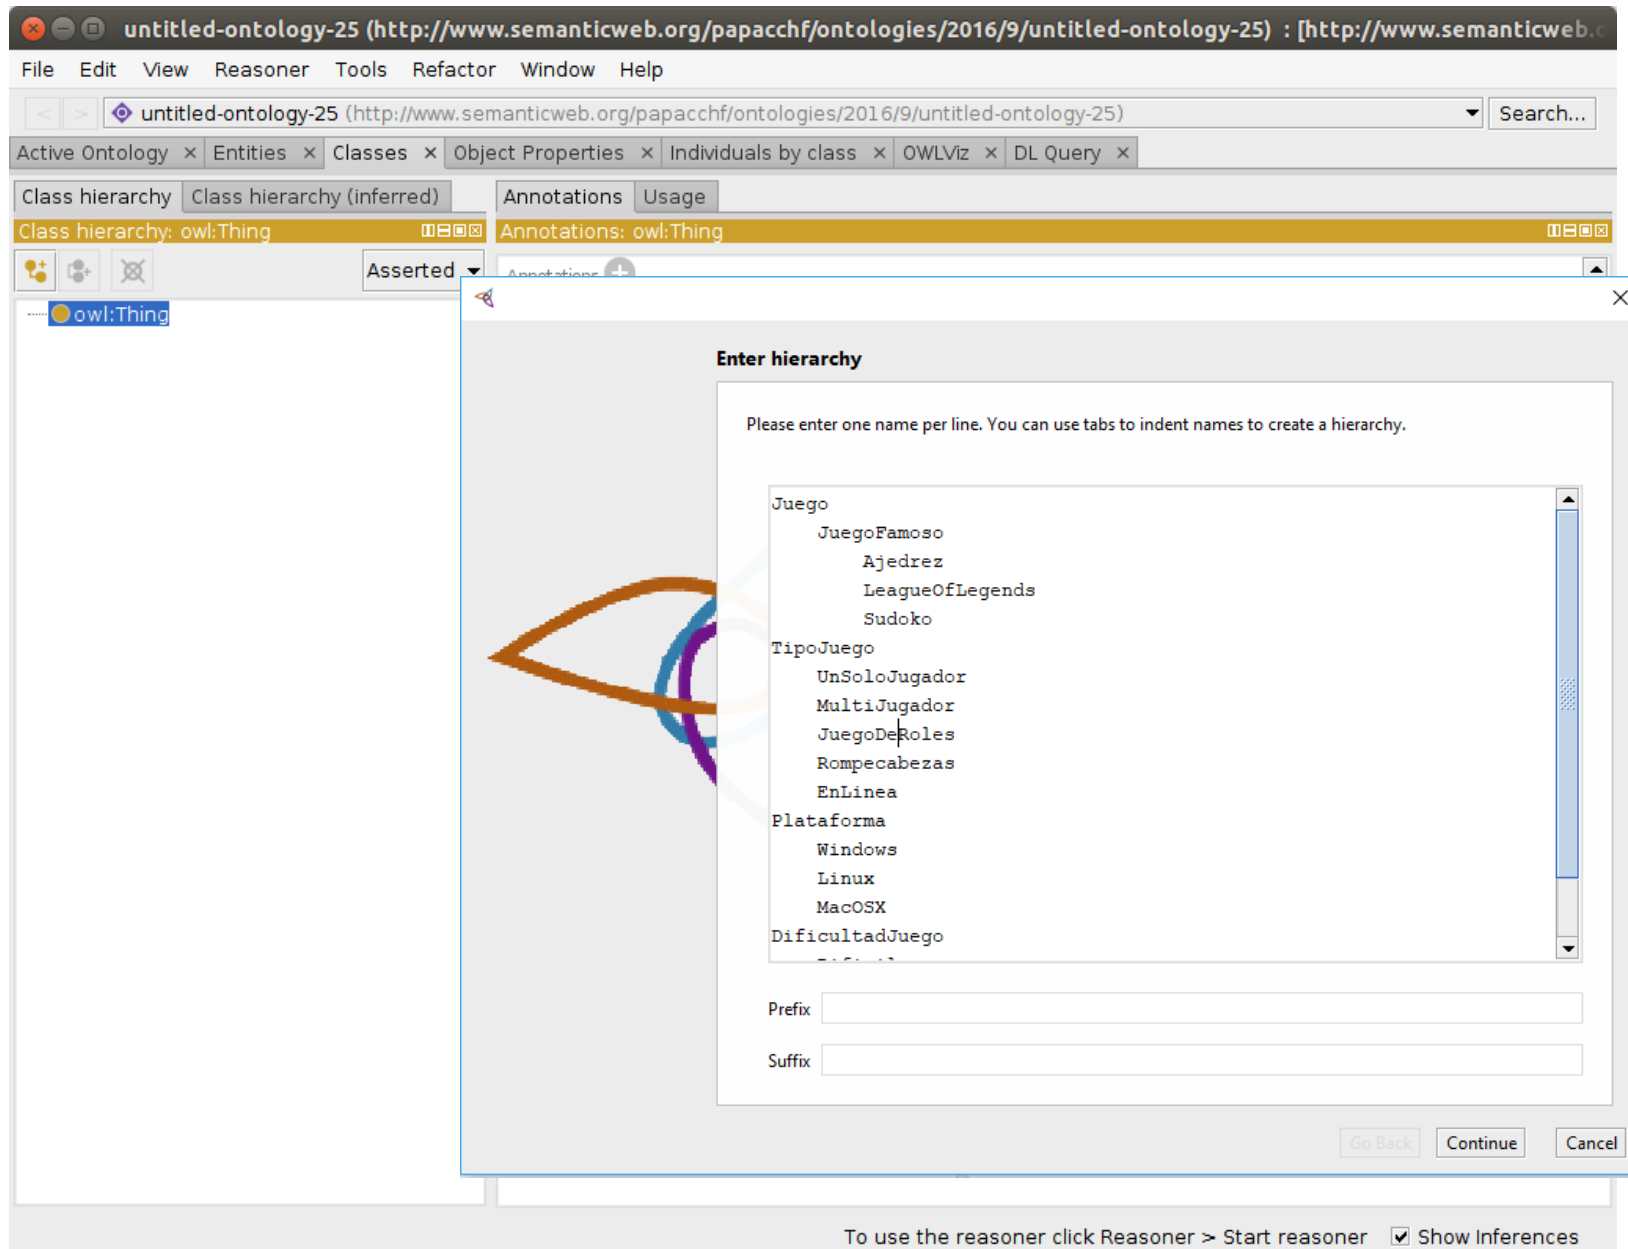 untitled-ontology-25 (http://www.semanticweb.org/papacchf/ontologies/2016/9/untitled-ontology-25) : [http://www.semanticweb.o
File Edit View Reasoner Tools Refactor Window Help
< > untitled-ontology-25 (http://www.semanticweb.org/papacchf/ontologies/2016/9/untitled-ontology-25) Search...
Active Ontology × Entities × Classes × Object Properties × Individuals by class × OWLViz × DL Query ×
Class hierarchy Class hierarchy (inferred) Annotations Usage
Class hierarchy: owl:Thing Annotations: owl:Thing
Asserted Annotations
owl:Thing
Enter hierarchy
Please enter one name per line. You can use tabs to indent names to create a hierarchy.
Juego
JuegoFamoso
Ajedrez
LeagueOfLegends
Sudoko
TipoJuego
UnSoloJugador
MultiJugador
JuegoDeRoles
Rompecabezas
EnLinea
Plataforma
Windows
Linux
MacOSX
DificultadJuego
Prefix
Suffix
Go Back Continue Cancel
To use the reasoner click Reasoner > Start reasoner Show Inferences